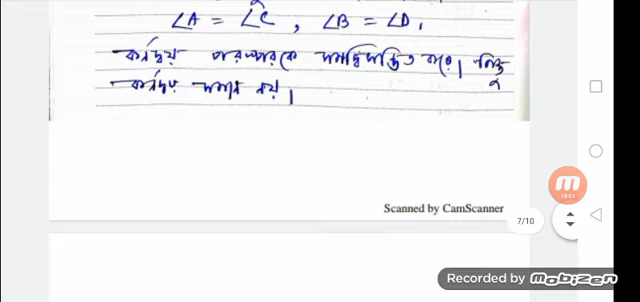 ∠A = ∠C, ∠B = ∠D,
কর্ণদ্বয় পরস্পরকে সমদ্বিখন্ডিত করে। কিন্তু
কর্ণদ্বয় সমান নয়।
Scanned by CamScanner
7/10
Recorded by mobizen